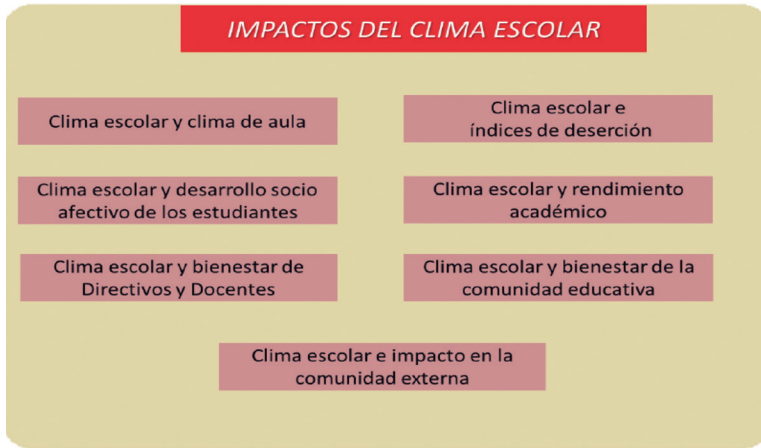 IMPACTOS DEL CLIMA ESCOLAR
Clima escolar y clima de aula
Clima escolar e
índices de deserción
Clima escolar y desarrollo socio
afectivo de los estudiantes
Clima escolar y rendimiento
académico
Clima escolar y bienestar de
Directivos y Docentes
Clima escolar y bienestar de la
comunidad educativa
Clima escolar e impacto en la
comunidad externa